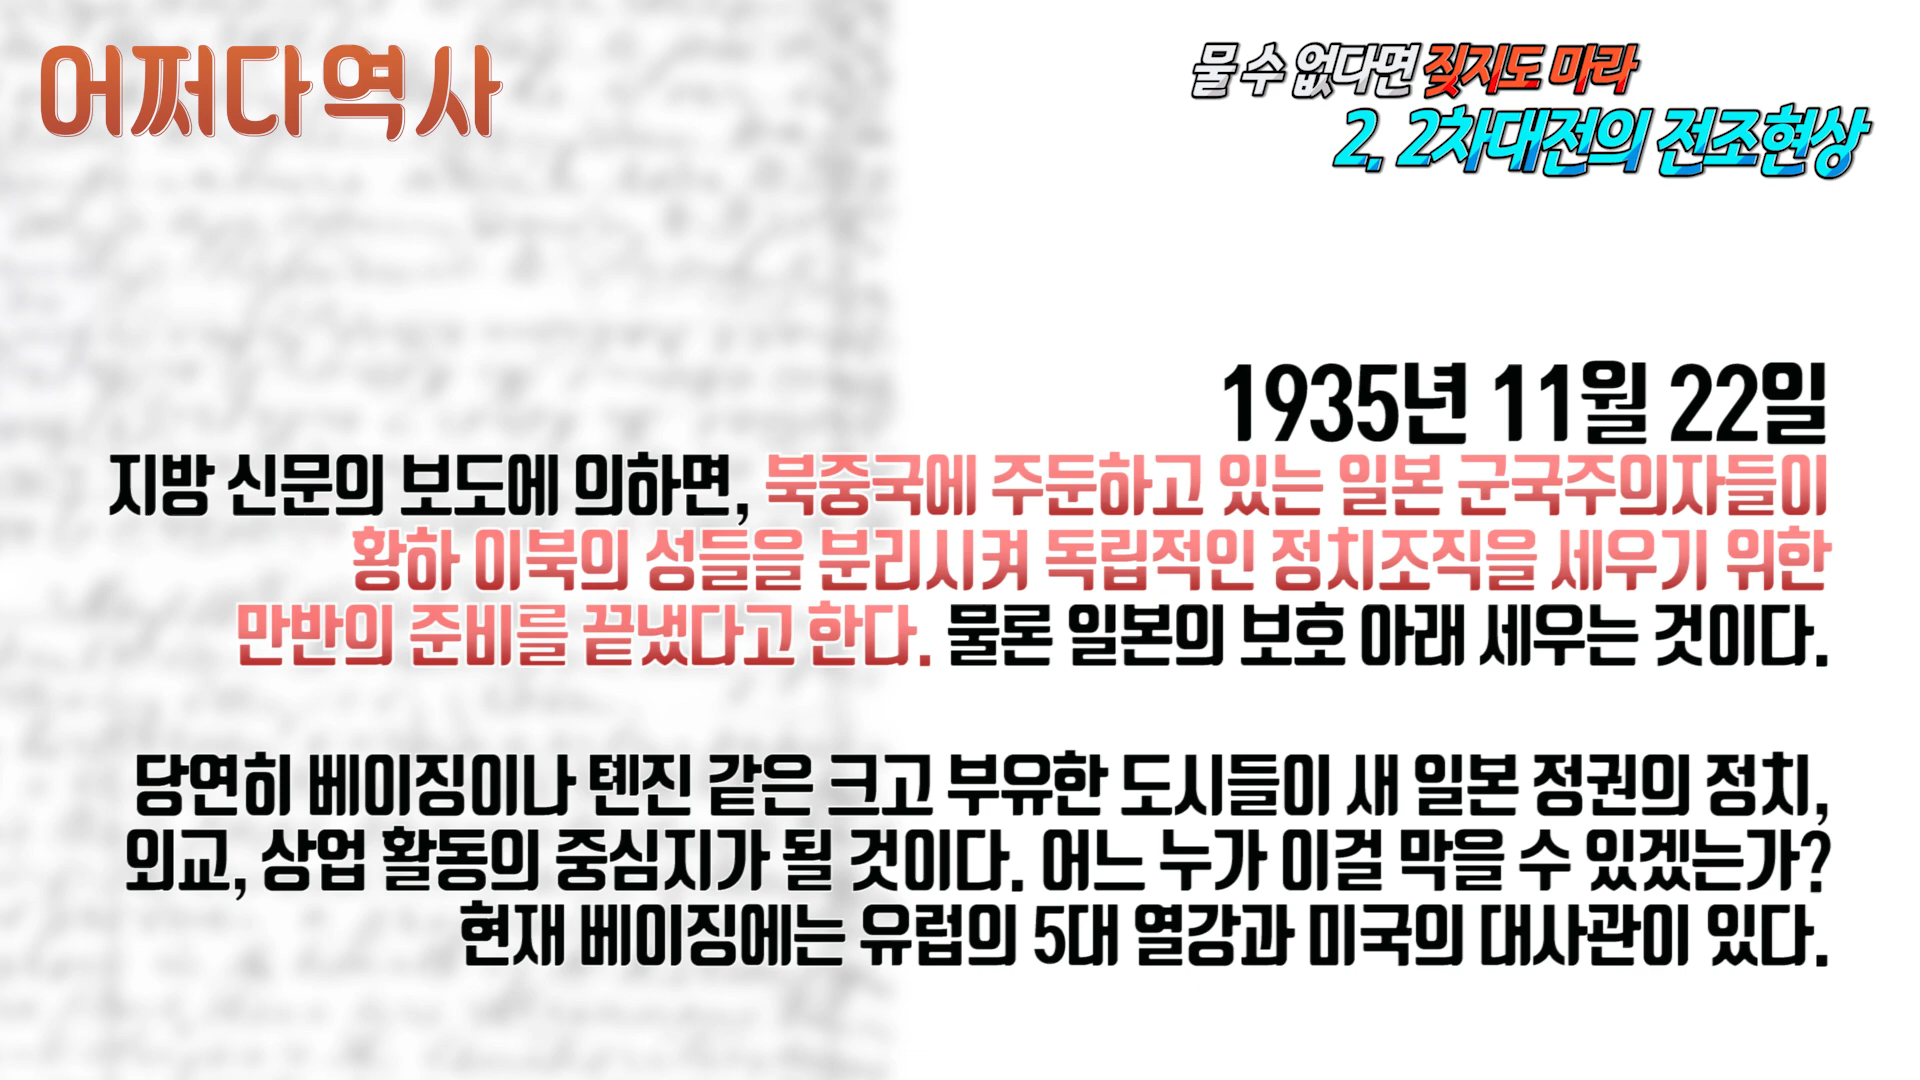 어쩌다역사
물 수 없다면 짖지도 마라
2. 2차대전의 전조현상
1935년 11월 22일
지방 신문의 보도에 의하면, 북중국에 주둔하고 있는 일본 군국주의자들이
황하 이북의 성들을 분리시켜 독립적인 정치조직을 세우기 위한
만반의 준비를 끝냈다고 한다. 물론 일본의 보호 아래 세우는 것이다.
당연히 베이징이나 톈진 같은 크고 부유한 도시들이 새 일본 정권의 정치,
외교, 상업 활동의 중심지가 될 것이다. 어느 누가 이걸 막을 수 있겠는가?
현재 베이징에는 유럽의 5대 열강과 미국의 대사관이 있다.